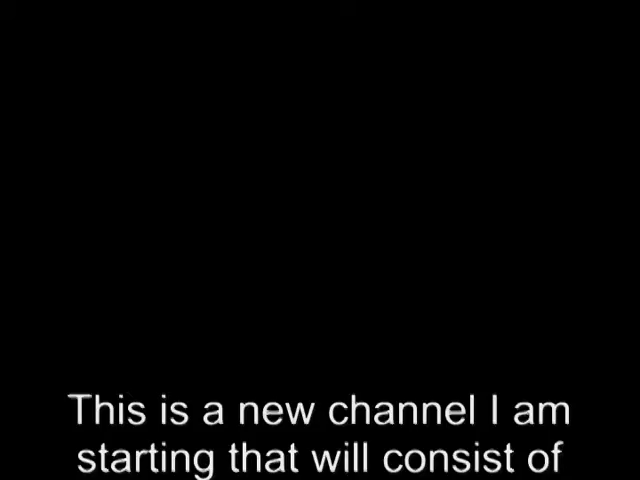 This is a new channel I am
starting that will consist of